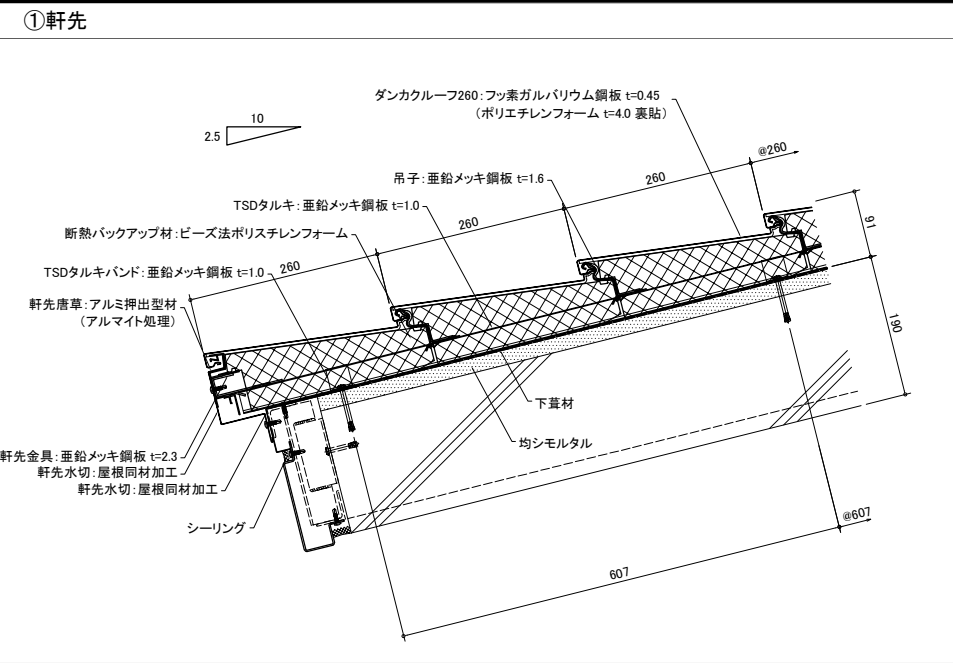 ①軒先
ダンカクルーフ260:フッ素ガルバリウム鋼板 t=0.45
(ポリエチレンフォーム t=4.0 裏貼)
10
2.5
@260
260
吊子:亜鉛メッキ鋼板 t=1.6
TSDタルキ:亜鉛メッキ鋼板 t=1.0
260
91
断熱バックアップ材:ビーズ法ポリスチレンフォーム
260
TSDタルキバンド:亜鉛メッキ鋼板 t=1.0
軒先唐草:アルミ押出型材
(アルマイト処理)
190
下葺材
均シモルタル
軒先金具:亜鉛メッキ鋼板 t=2.3
軒先水切:屋根同材加工
軒先水切:屋根同材加工
シーリング
@607
607